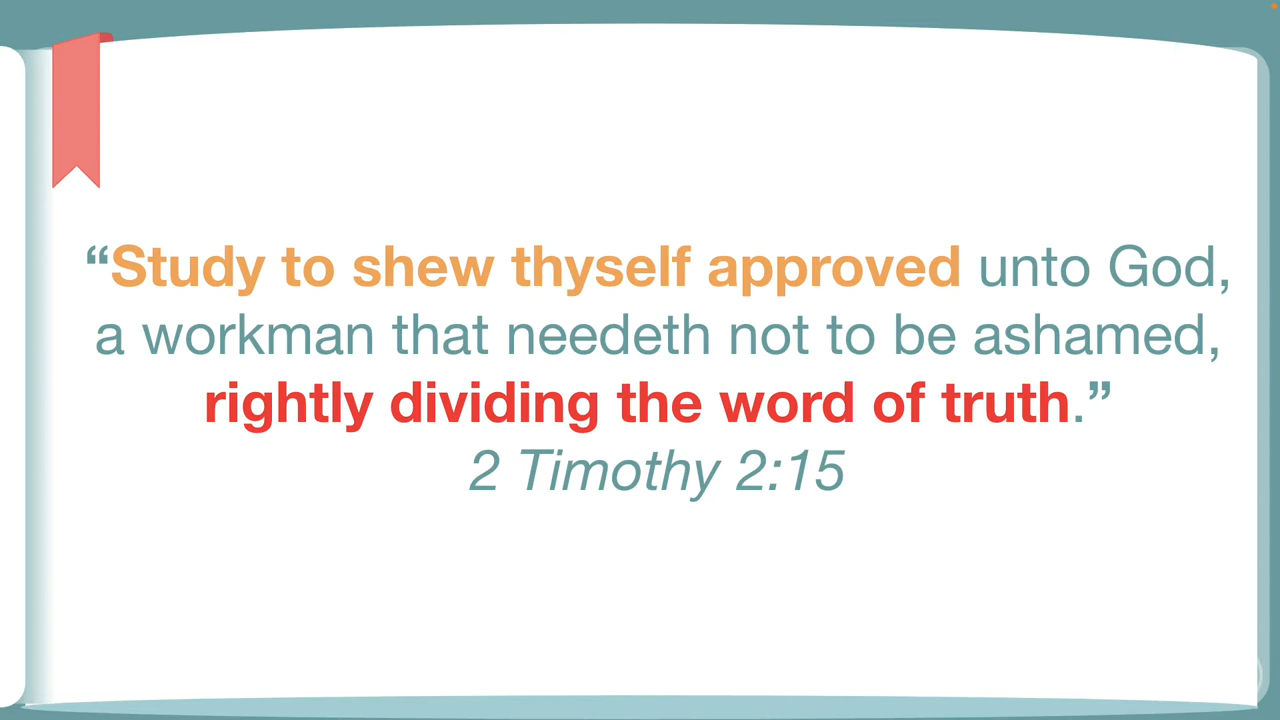 “Study to shew thyself approved unto God,
a workman that needeth not to be ashamed,
rightly dividing the word of truth.”
2 Timothy 2:15